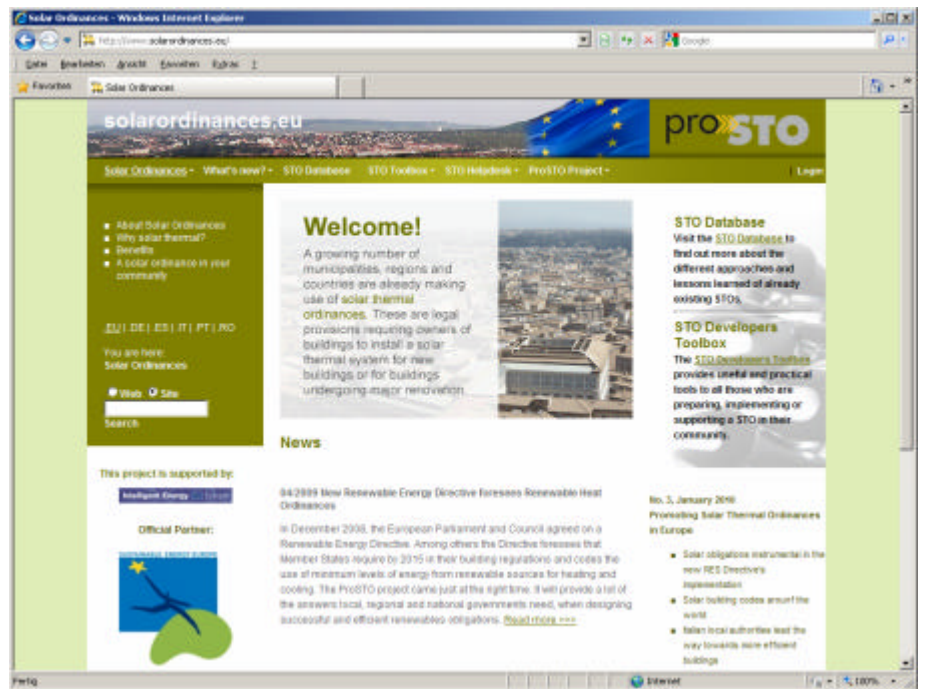 Solar Ordinances - Windows Internet Explorer
http://www.solarordinances.eu/
Google
Datei Bearbeiten Ansicht Favoriten Extras ?
Favoriten Solar Ordinances
solarordinances.eu
pro»STO
Solar Ordinances What's new? STO Database STO Toolbox STO Helpdesk ProSTO Project | Login
About Solar Ordinances
Why solar thermal?
Benefits
A solar ordinance in your
community
EU | DE | ES | IT | PT | RO
You are here:
Solar Ordinances
Web Site
Search
This project is supported by:
Intelligent Energy Europe
Official Partner:
SUSTAINABLE ENERGY EUROPE
Welcome!
A growing number of
municipalities, regions and
countries are already making
use of solar thermal
ordinances. These are legal
provisions requiring owners of
buildings to install a solar
thermal system for new
buildings or for buildings
undergoing major renovation.
News
04/2009 New Renewable Energy Directive foresees Renewable Heat
Ordinances
In December 2008, the European Parliament and Council agreed on a
Renewable Energy Directive. Among others the Directive foresees that
Member States require by 2015 in their building regulations and codes the
use of minimum levels of energy from renewable sources for heating and
cooling. The ProSTO project came just at the right time. It will provide a lot of
the answers local, regional and national governments need, when designing
successful and efficient renewables obligations. Read more >>>
STO Database
Visit the STO Database to
find out more about the
different approaches and
lessons learned of already
existing STOs.
STO Developers
Toolbox
The STO Developers Toolbox
provides useful and practical
tools to all those who are
preparing, implementing or
supporting a STO in their
community.
No. 3, January 2010
Promoting Solar Thermal Ordinances
in Europe
Solar obligations instrumental in the
new RES Directive's
implementation
Solar building codes around the
world
Italian local authorities lead the
way towards more efficient
buildings
Fertig
Internet
100%